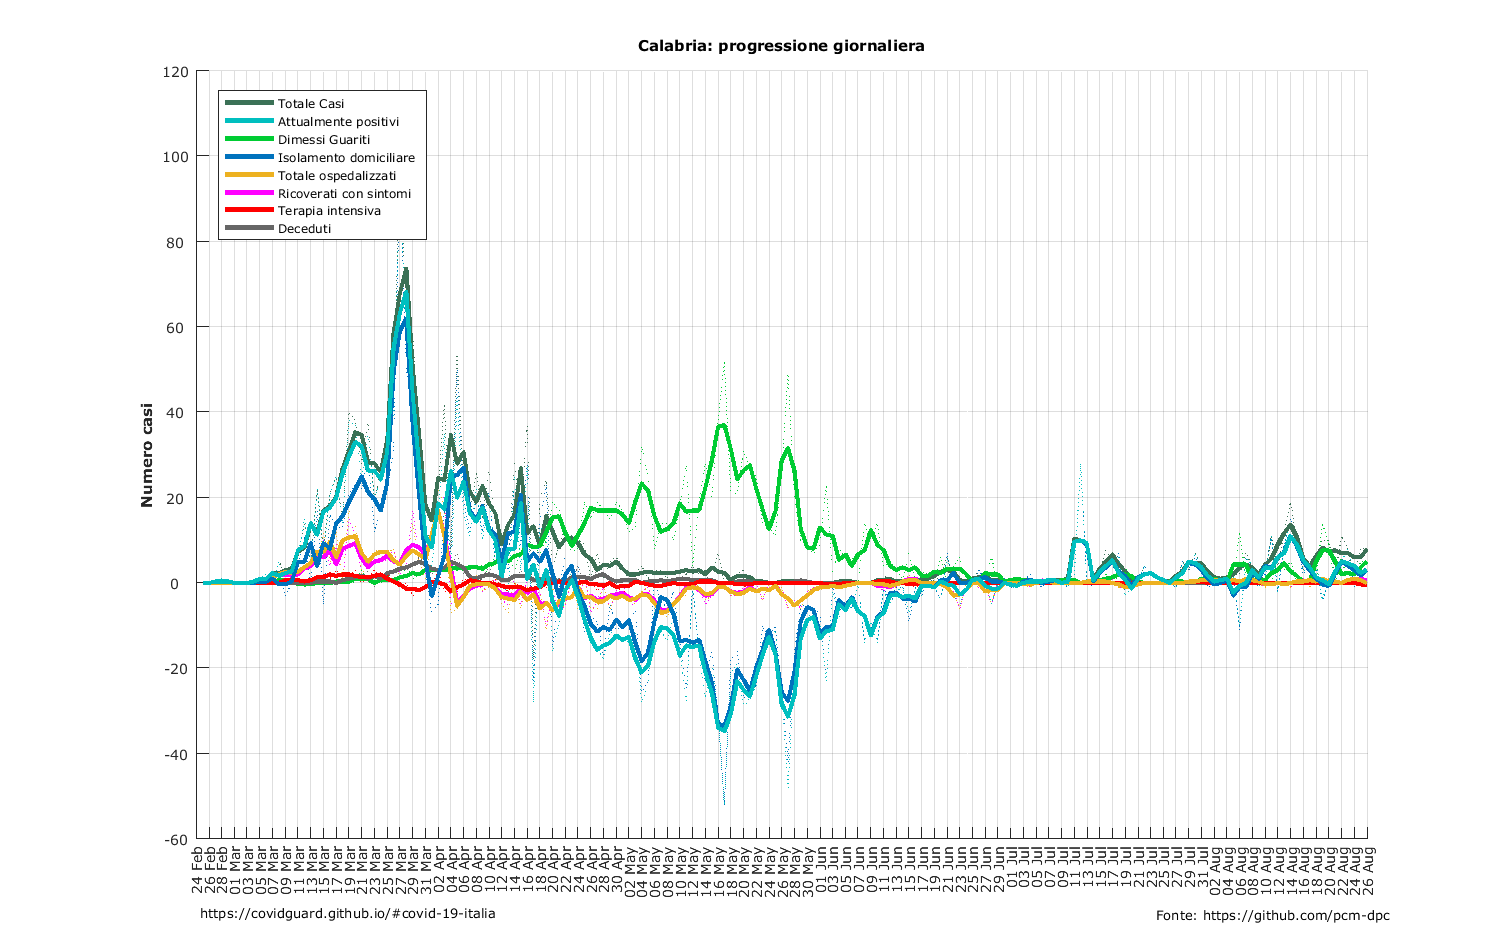 Calabria: progressione giornaliera
120
100
80
60
40
20
0
-20
-40
-60
Numero casi
Totale Casi
Attualmente positivi
Dimessi Guariti
Isolamento domiciliare
Totale ospedalizzati
Ricoverati con sintomi
Terapia intensiva
Deceduti
24 Feb
26 Feb
28 Feb
01 Mar
03 Mar
05 Mar
07 Mar
09 Mar
11 Mar
13 Mar
15 Mar
17 Mar
19 Mar
21 Mar
23 Mar
25 Mar
27 Mar
29 Mar
31 Mar
02 Apr
04 Apr
06 Apr
08 Apr
10 Apr
12 Apr
14 Apr
16 Apr
18 Apr
20 Apr
22 Apr
24 Apr
26 Apr
28 Apr
30 Apr
02 May
04 May
06 May
08 May
10 May
12 May
14 May
16 May
18 May
20 May
22 May
24 May
26 May
28 May
30 May
01 Jun
03 Jun
05 Jun
07 Jun
09 Jun
11 Jun
13 Jun
15 Jun
17 Jun
19 Jun
21 Jun
23 Jun
25 Jun
27 Jun
29 Jun
01 Jul
03 Jul
05 Jul
07 Jul
09 Jul
11 Jul
13 Jul
15 Jul
17 Jul
19 Jul
21 Jul
23 Jul
25 Jul
27 Jul
29 Jul
31 Jul
02 Aug
04 Aug
06 Aug
08 Aug
10 Aug
12 Aug
14 Aug
16 Aug
18 Aug
20 Aug
22 Aug
24 Aug
26 Aug
https://covidguard.github.io/#covid-19-italia
Fonte: https://github.com/pcm-dpc